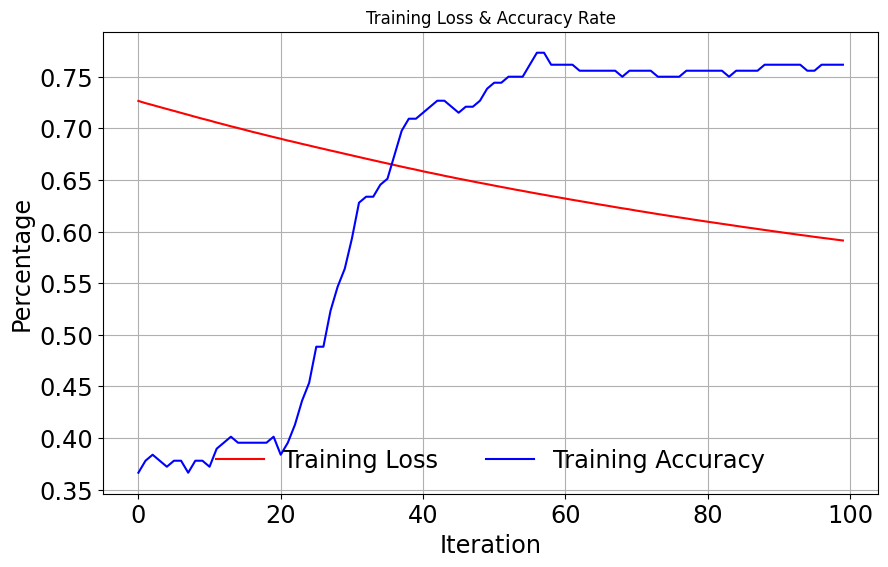 Training Loss & Accuracy Rate
Percentage
0.75
0.70
0.65
0.60
0.55
0.50
0.45
0.40
0.35
Training Loss Training Accuracy
0 20 40 60 80 100
Iteration